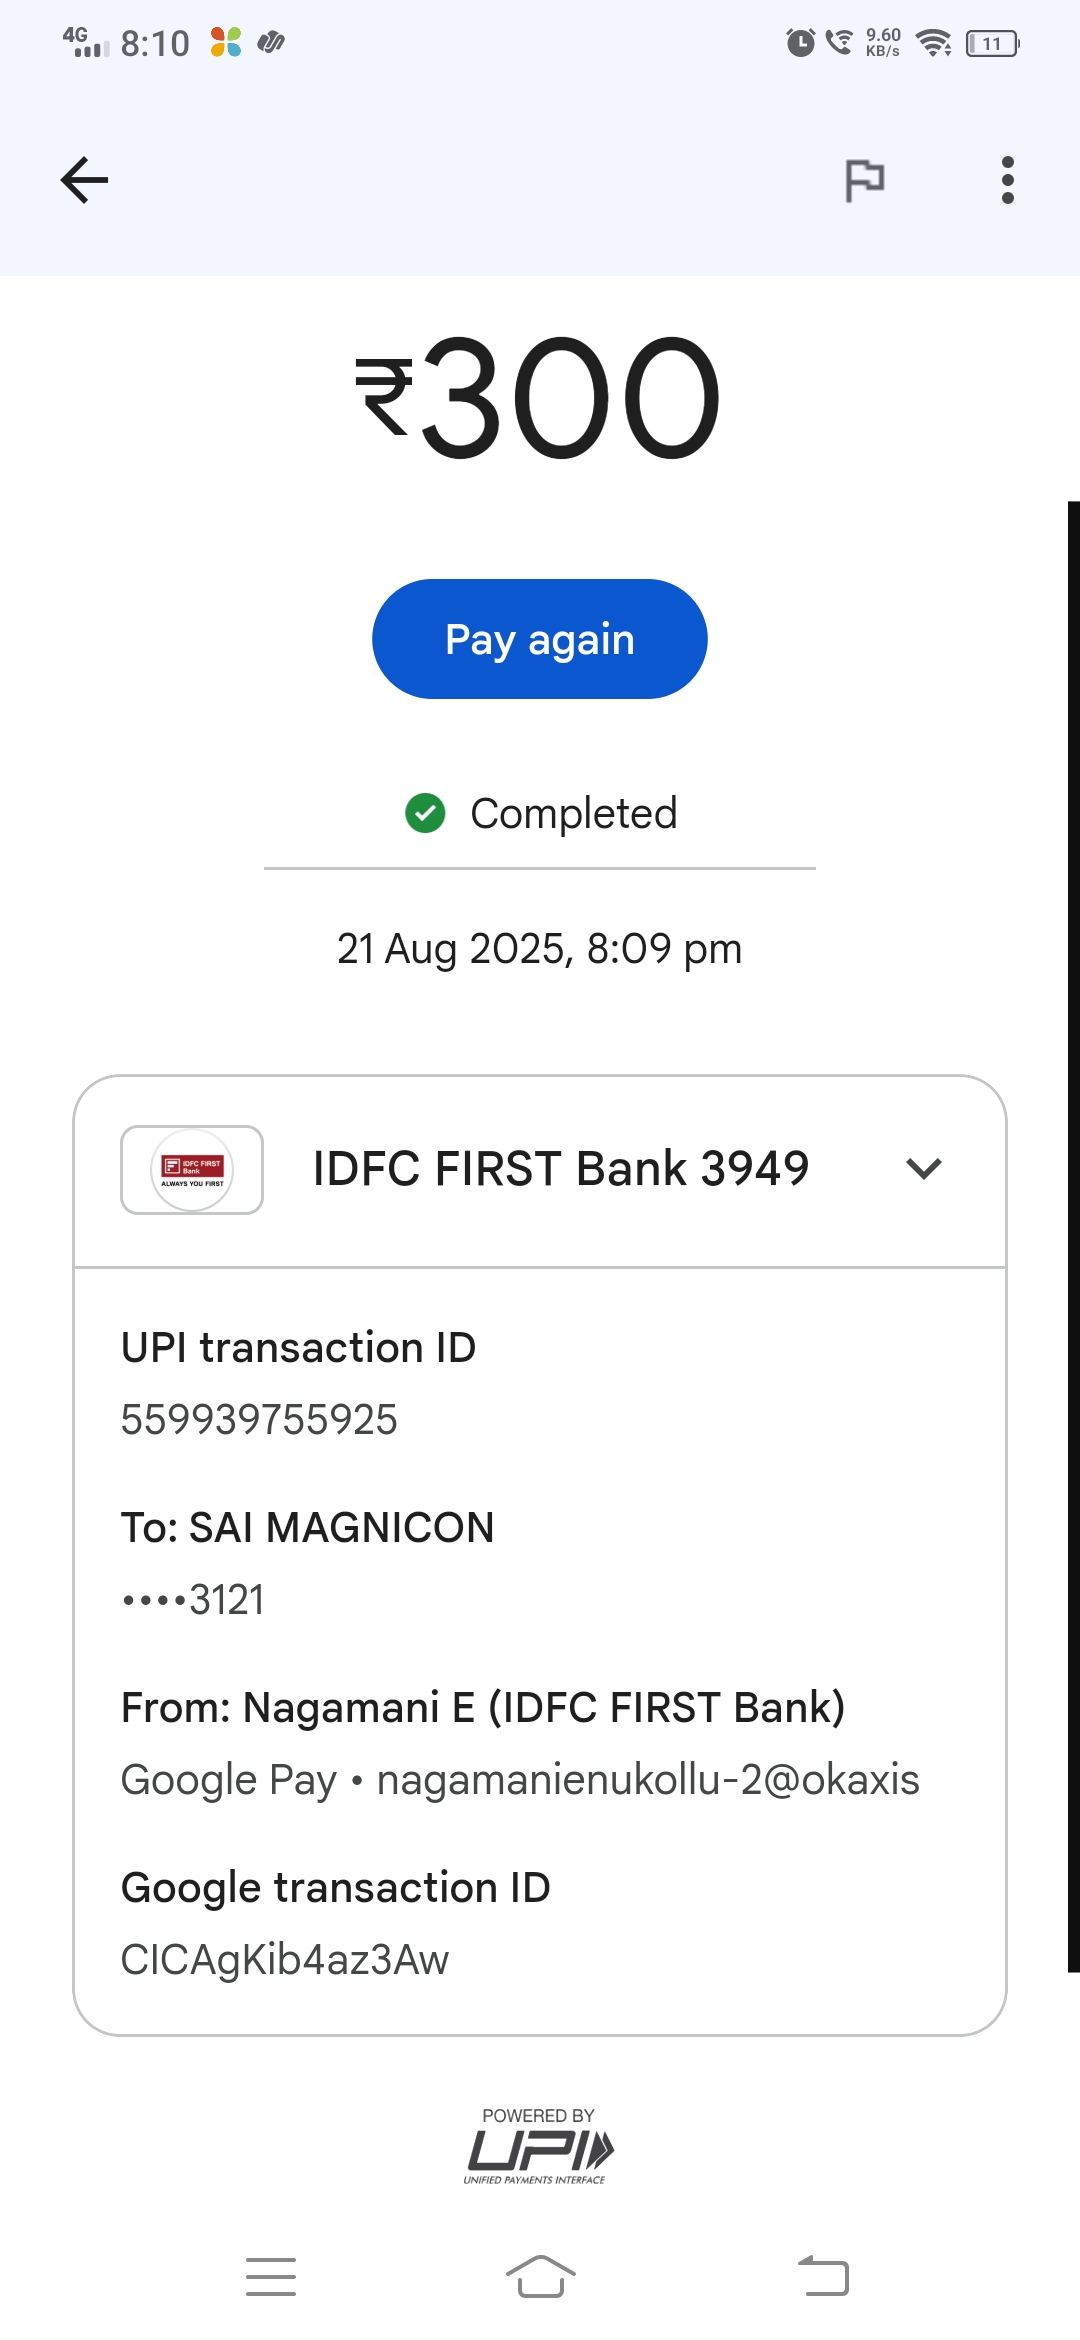 4G 8:10 9.60 KB/s 11
₹300
Pay again
Completed
21 Aug 2025, 8:09 pm
IDFC FIRST Bank ALWAYS YOU FIRST
IDFC FIRST Bank 3949
UPI transaction ID
559939755925
To: SAI MAGNICON
••••3121
From: Nagamani E (IDFC FIRST Bank)
Google Pay • nagamanienukollu-2@okaxis
Google transaction ID
CICAgKib4az3Aw
POWERED BY
UPI
UNIFIED PAYMENTS INTERFACE